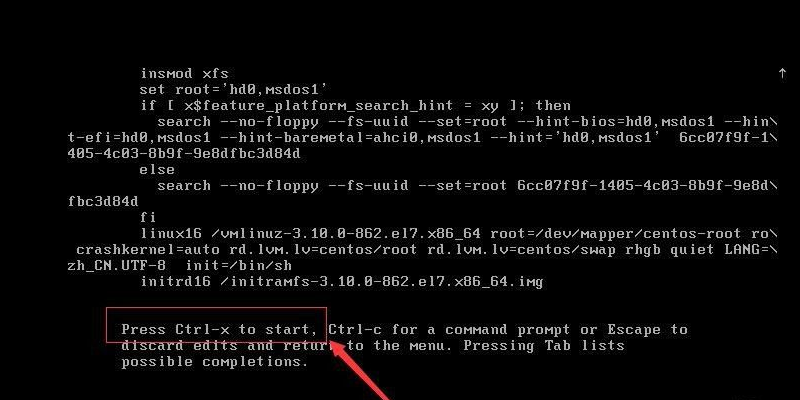 insmod xfs
set root='hd0,msdos1'
if [ x$feature_platform_search_hint = xy ]; then
search --no-floppy --fs-uuid --set=root --hint-bios=hd0,msdos1 --hin\
t-efi=hd0,msdos1 --hint-baremetal=ahci0,msdos1 --hint='hd0,msdos1'  6cc07f9f-1\
405-4c03-8b9f-9e8dfbc3d84d
else
search --no-floppy --fs-uuid --set=root 6cc07f9f-1405-4c03-8b9f-9e8d\
fbc3d84d
fi
linux16 /vmlinuz-3.10.0-862.el7.x86_64 root=/dev/mapper/centos-root ro\
crashkernel=auto rd.lvm.lv=centos/root rd.lvm.lv=centos/swap rhgb quiet LANG=\
zh_CN.UTF-8  init=/bin/sh
initrd16 /initramfs-3.10.0-862.el7.x86_64.img
Press Ctrl-x to start, Ctrl-c for a command prompt or Escape to
discard edits and return to the menu. Pressing Tab lists
possible completions.